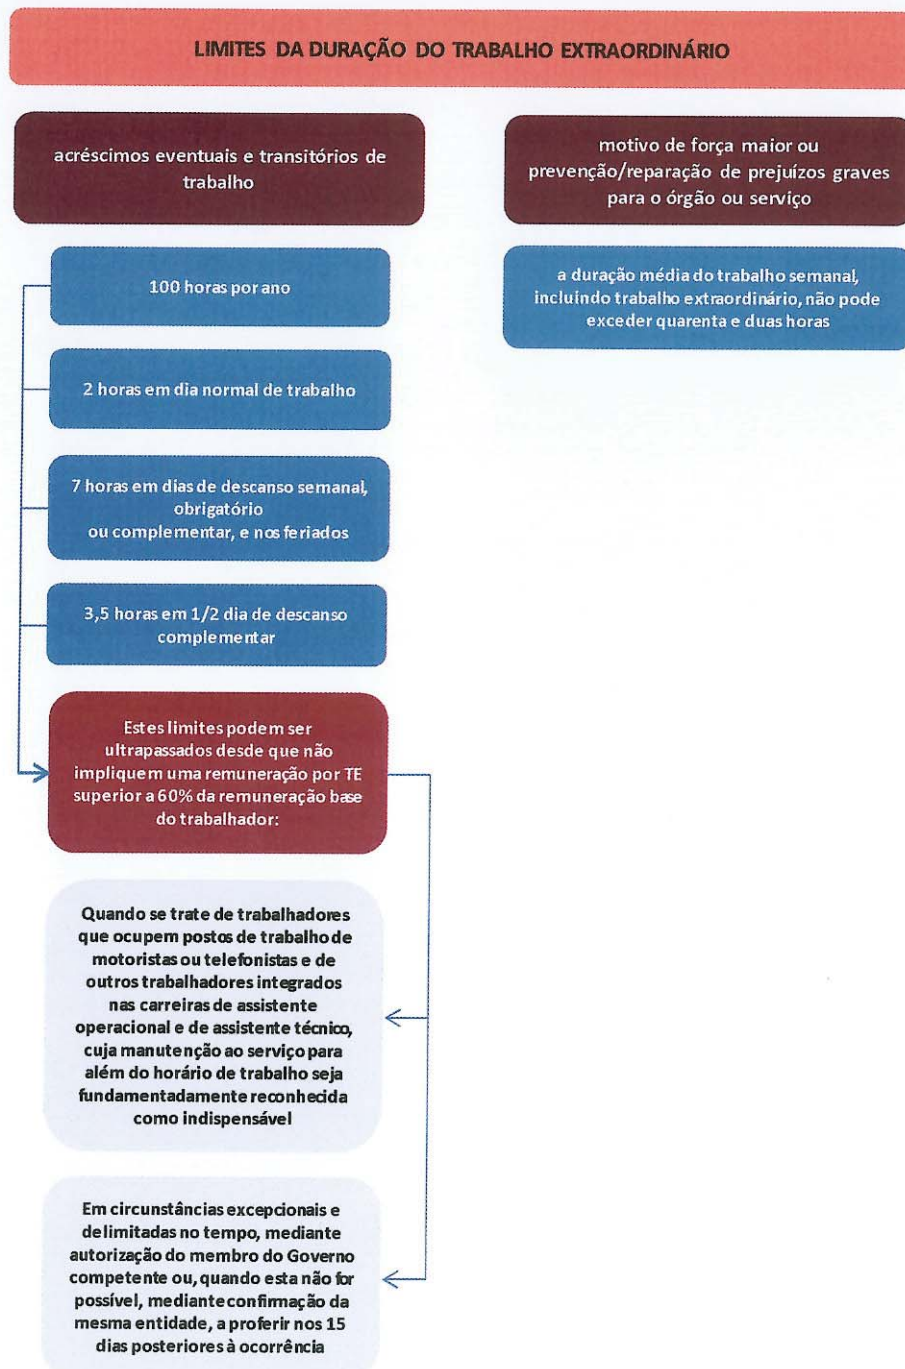 LIMITES DA DURAÇÃO DO TRABALHO EXTRAORDINÁRIO
acréscimos eventuais e transitórios de
trabalho
motivo de força maior ou
prevenção/reparação de prejuízos graves
para o órgão ou serviço
100 horas por ano
a duração média do trabalho semanal,
incluindo trabalho extraordinário, não pode
exceder quarenta e duas horas
2 horas em dia normal de trabalho
7 horas em dias de descanso semanal,
obrigatório
ou complementar, e nos feriados
3,5 horas em 1/2 dia de descanso
complementar
Estes limites podem ser
ultrapassados desde que não
impliquem uma remuneração por TE
superior a 60% da remuneração base
do trabalhador:
Quando se trate de trabalhadores
que ocupem postos de trabalho de
motoristas ou telefonistas e de
outros trabalhadores integrados
nas carreiras de assistente
operacional e de assistente técnico,
cuja manutenção ao serviço para
além do horário de trabalho seja
fundamentadamente reconhecida
como indispensável
Em circunstâncias excepcionais e
delimitadas no tempo, mediante
autorização do membro do Governo
competente ou, quando esta não for
possível, mediante confirmação da
mesma entidade, a proferir nos 15
dias posteriores à ocorrência